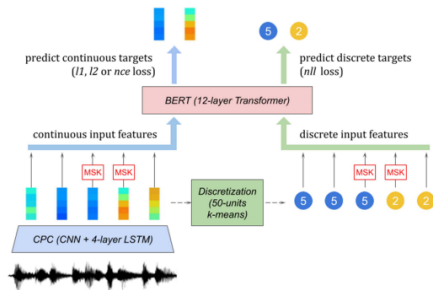 predict continuous targets
(l1, l2 or nce loss)
predict discrete targets
(nll loss)
5
2
BERT (12-layer Transformer)
continuous input features
discrete input features
MSK
MSK
MSK
MSK
Discretization
(50-units
k-means)
5
5
5
2
2
CPC (CNN + 4-layer LSTM)